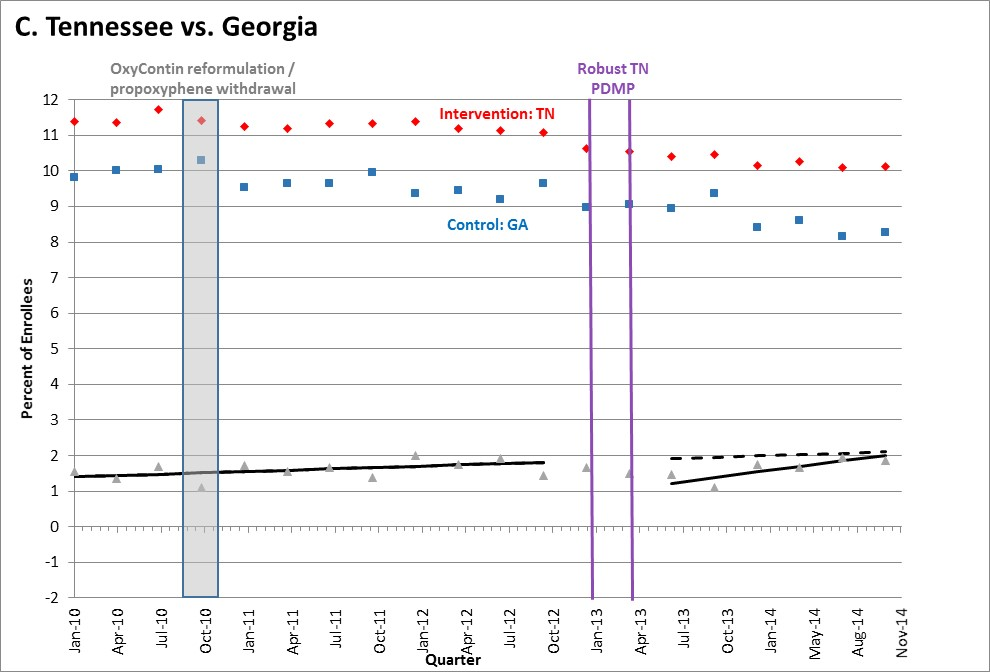 C. Tennessee vs. Georgia
OxyContin reformulation /
propoxyphene withdrawal
Robust TN
PDMP
Intervention: TN
Control: GA
Percent of Enrollees
12
11
10
9
8
7
6
5
4
3
2
1
0
-1
-2
Jan-10
Apr-10
Jul-10
Oct-10
Jan-11
Apr-11
Jul-11
Oct-11
Jan-12
Apr-12
Jul-12
Oct-12
Jan-13
Apr-13
Jul-13
Oct-13
Jan-14
May-14
Aug-14
Nov-14
Quarter